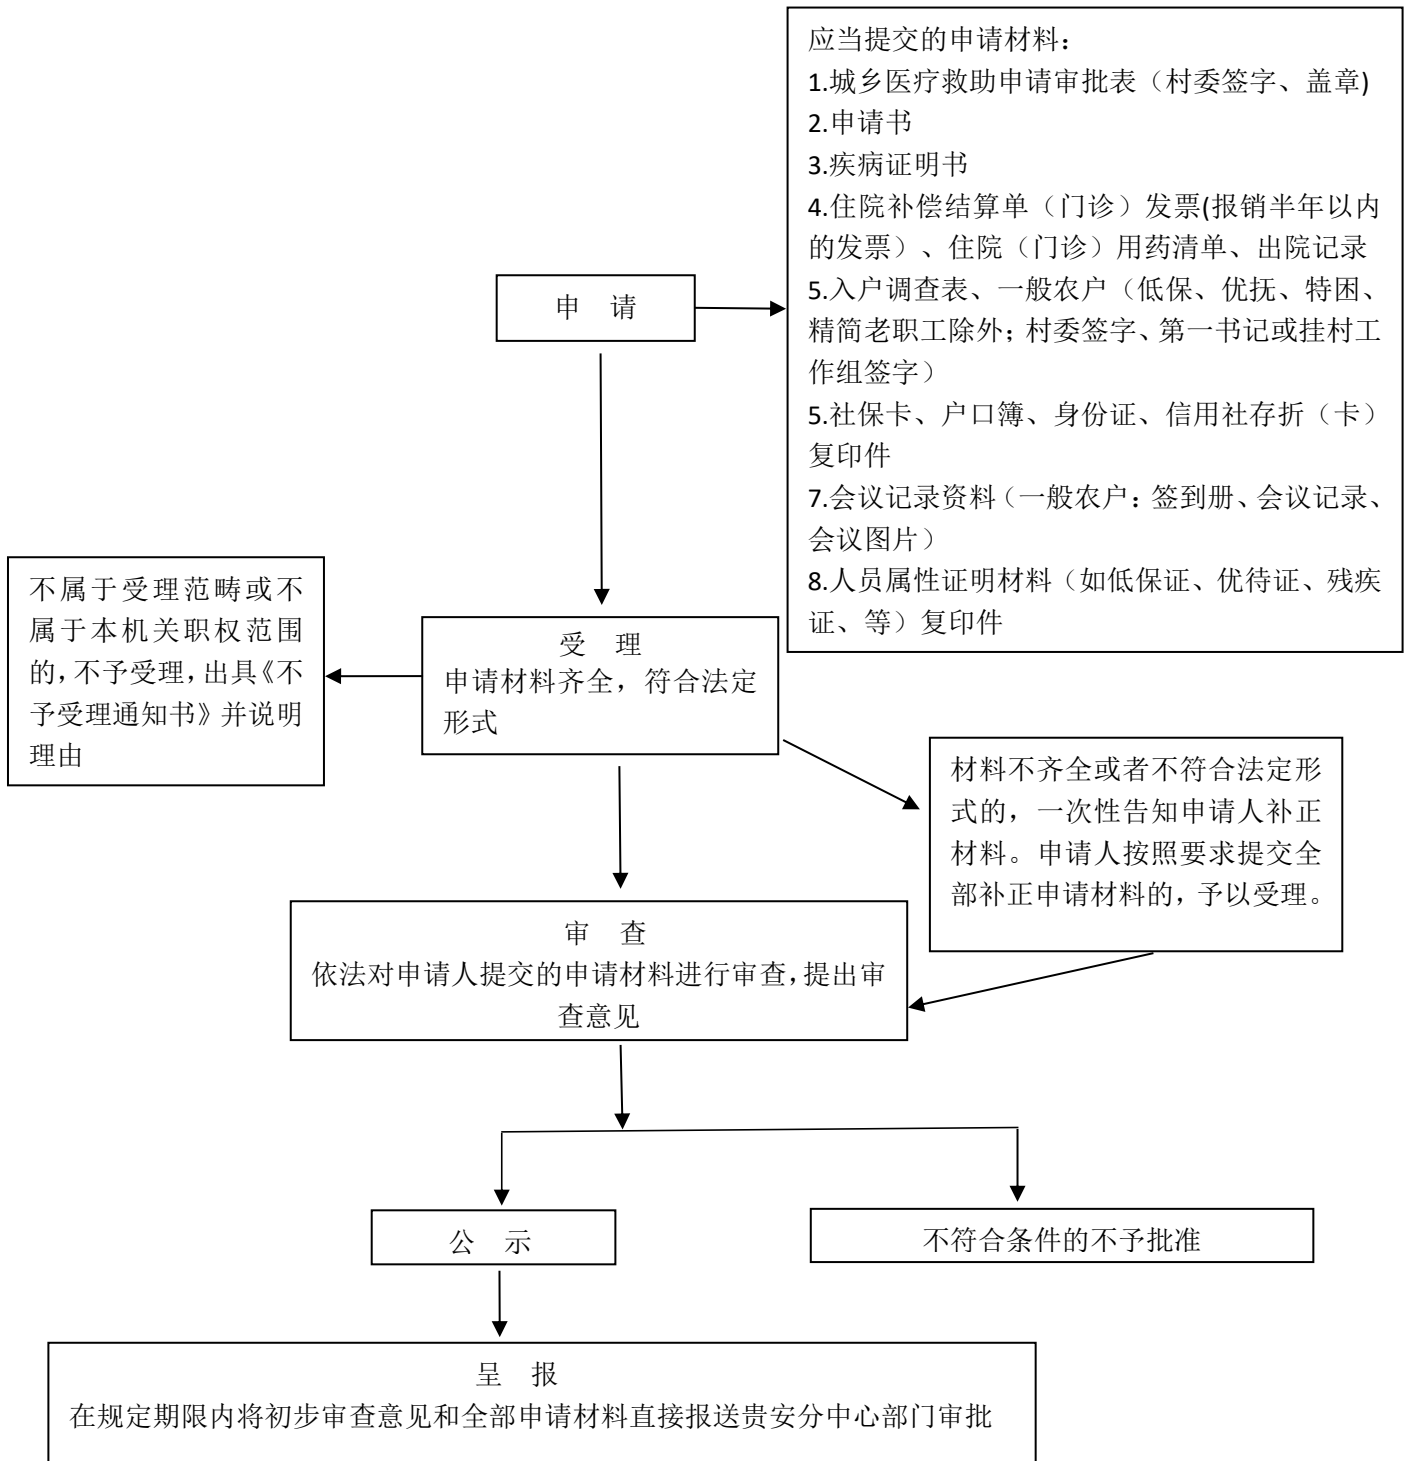 应当提交的申请材料：
1.城乡医疗救助申请审批表（村委签字、盖章)
2.申请书
3.疾病证明书
4.住院补偿结算单（门诊）发票(报销半年以内
的发票）、住院（门诊）用药清单、出院记录
5.入户调查表、一般农户（低保、优抚、特困、
精简老职工除外；村委签字、第一书记或挂村工
作组签字）
5.社保卡、户口簿、身份证、信用社存折（卡）
复印件
7.会议记录资料（一般农户：签到册、会议记录、
会议图片）
8.人员属性证明材料（如低保证、优待证、残疾
证、等）复印件
申 请
不属于受理范畴或不
属于本机关职权范围
的，不予受理，出具《不
予受理通知书》并说明
理由
受 理
申请材料齐全，符合法定
形式
材料不齐全或者不符合法定形
式的，一次性告知申请人补正
材料。申请人按照要求提交全
部补正申请材料的，予以受理。
审 查
依法对申请人提交的申请材料进行审查，提出审
查意见
公 示
不符合条件的不予批准
呈 报
在规定期限内将初步审查意见和全部申请材料直接报送贵安分中心部门审批